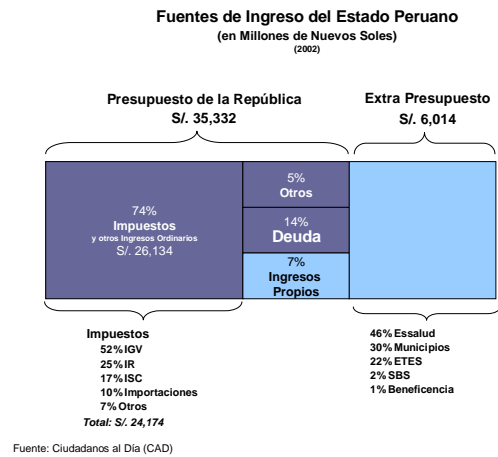 Fuentes de Ingreso del Estado Peruano
(en Millones de Nuevos Soles)
(2002)
Presupuesto de la República
S/. 35,332
Extra Presupuesto
S/. 6,014
74%
Impuestos
y otros Ingresos Ordinarios
S/. 26,134
5%
Otros
14%
Deuda
7%
Ingresos
Propios
Impuestos
52% IGV
25% IR
17% ISC
10% Importaciones
7% Otros
Total: S/. 24,174
46% Essalud
30% Municipios
22% ETES
2% SBS
1% Beneficencia
Fuente: Ciudadanos al Día (CAD)